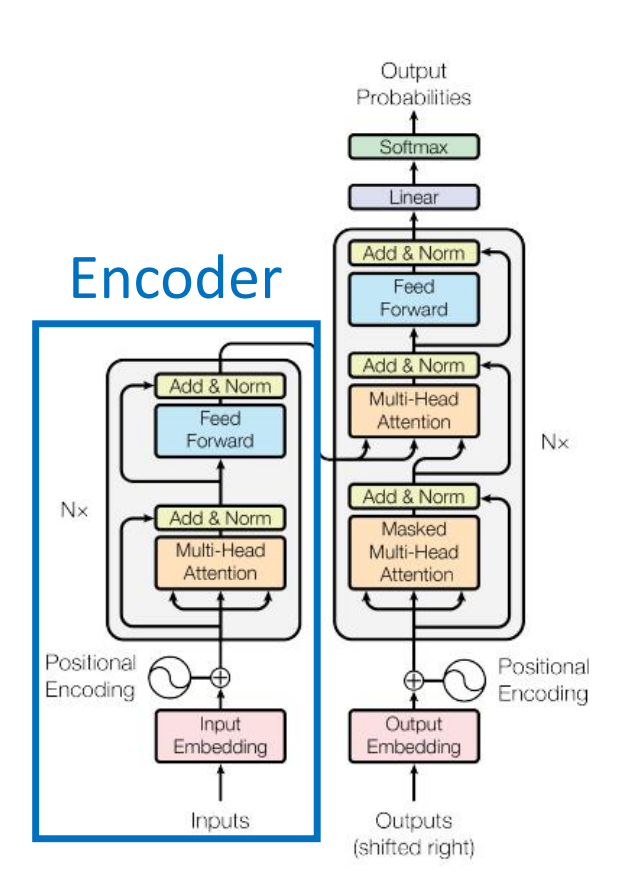 Output
Probabilities
Softmax
Linear
Add & Norm
Feed
Forward
Add & Norm
Multi-Head
Attention
Nx
Add & Norm
Masked
Multi-Head
Attention
Positional
Encoding
Output
Embedding
Outputs
(shifted right)
Encoder
Add & Norm
Feed
Forward
Nx
Add & Norm
Multi-Head
Attention
Positional
Encoding
Input
Embedding
Inputs